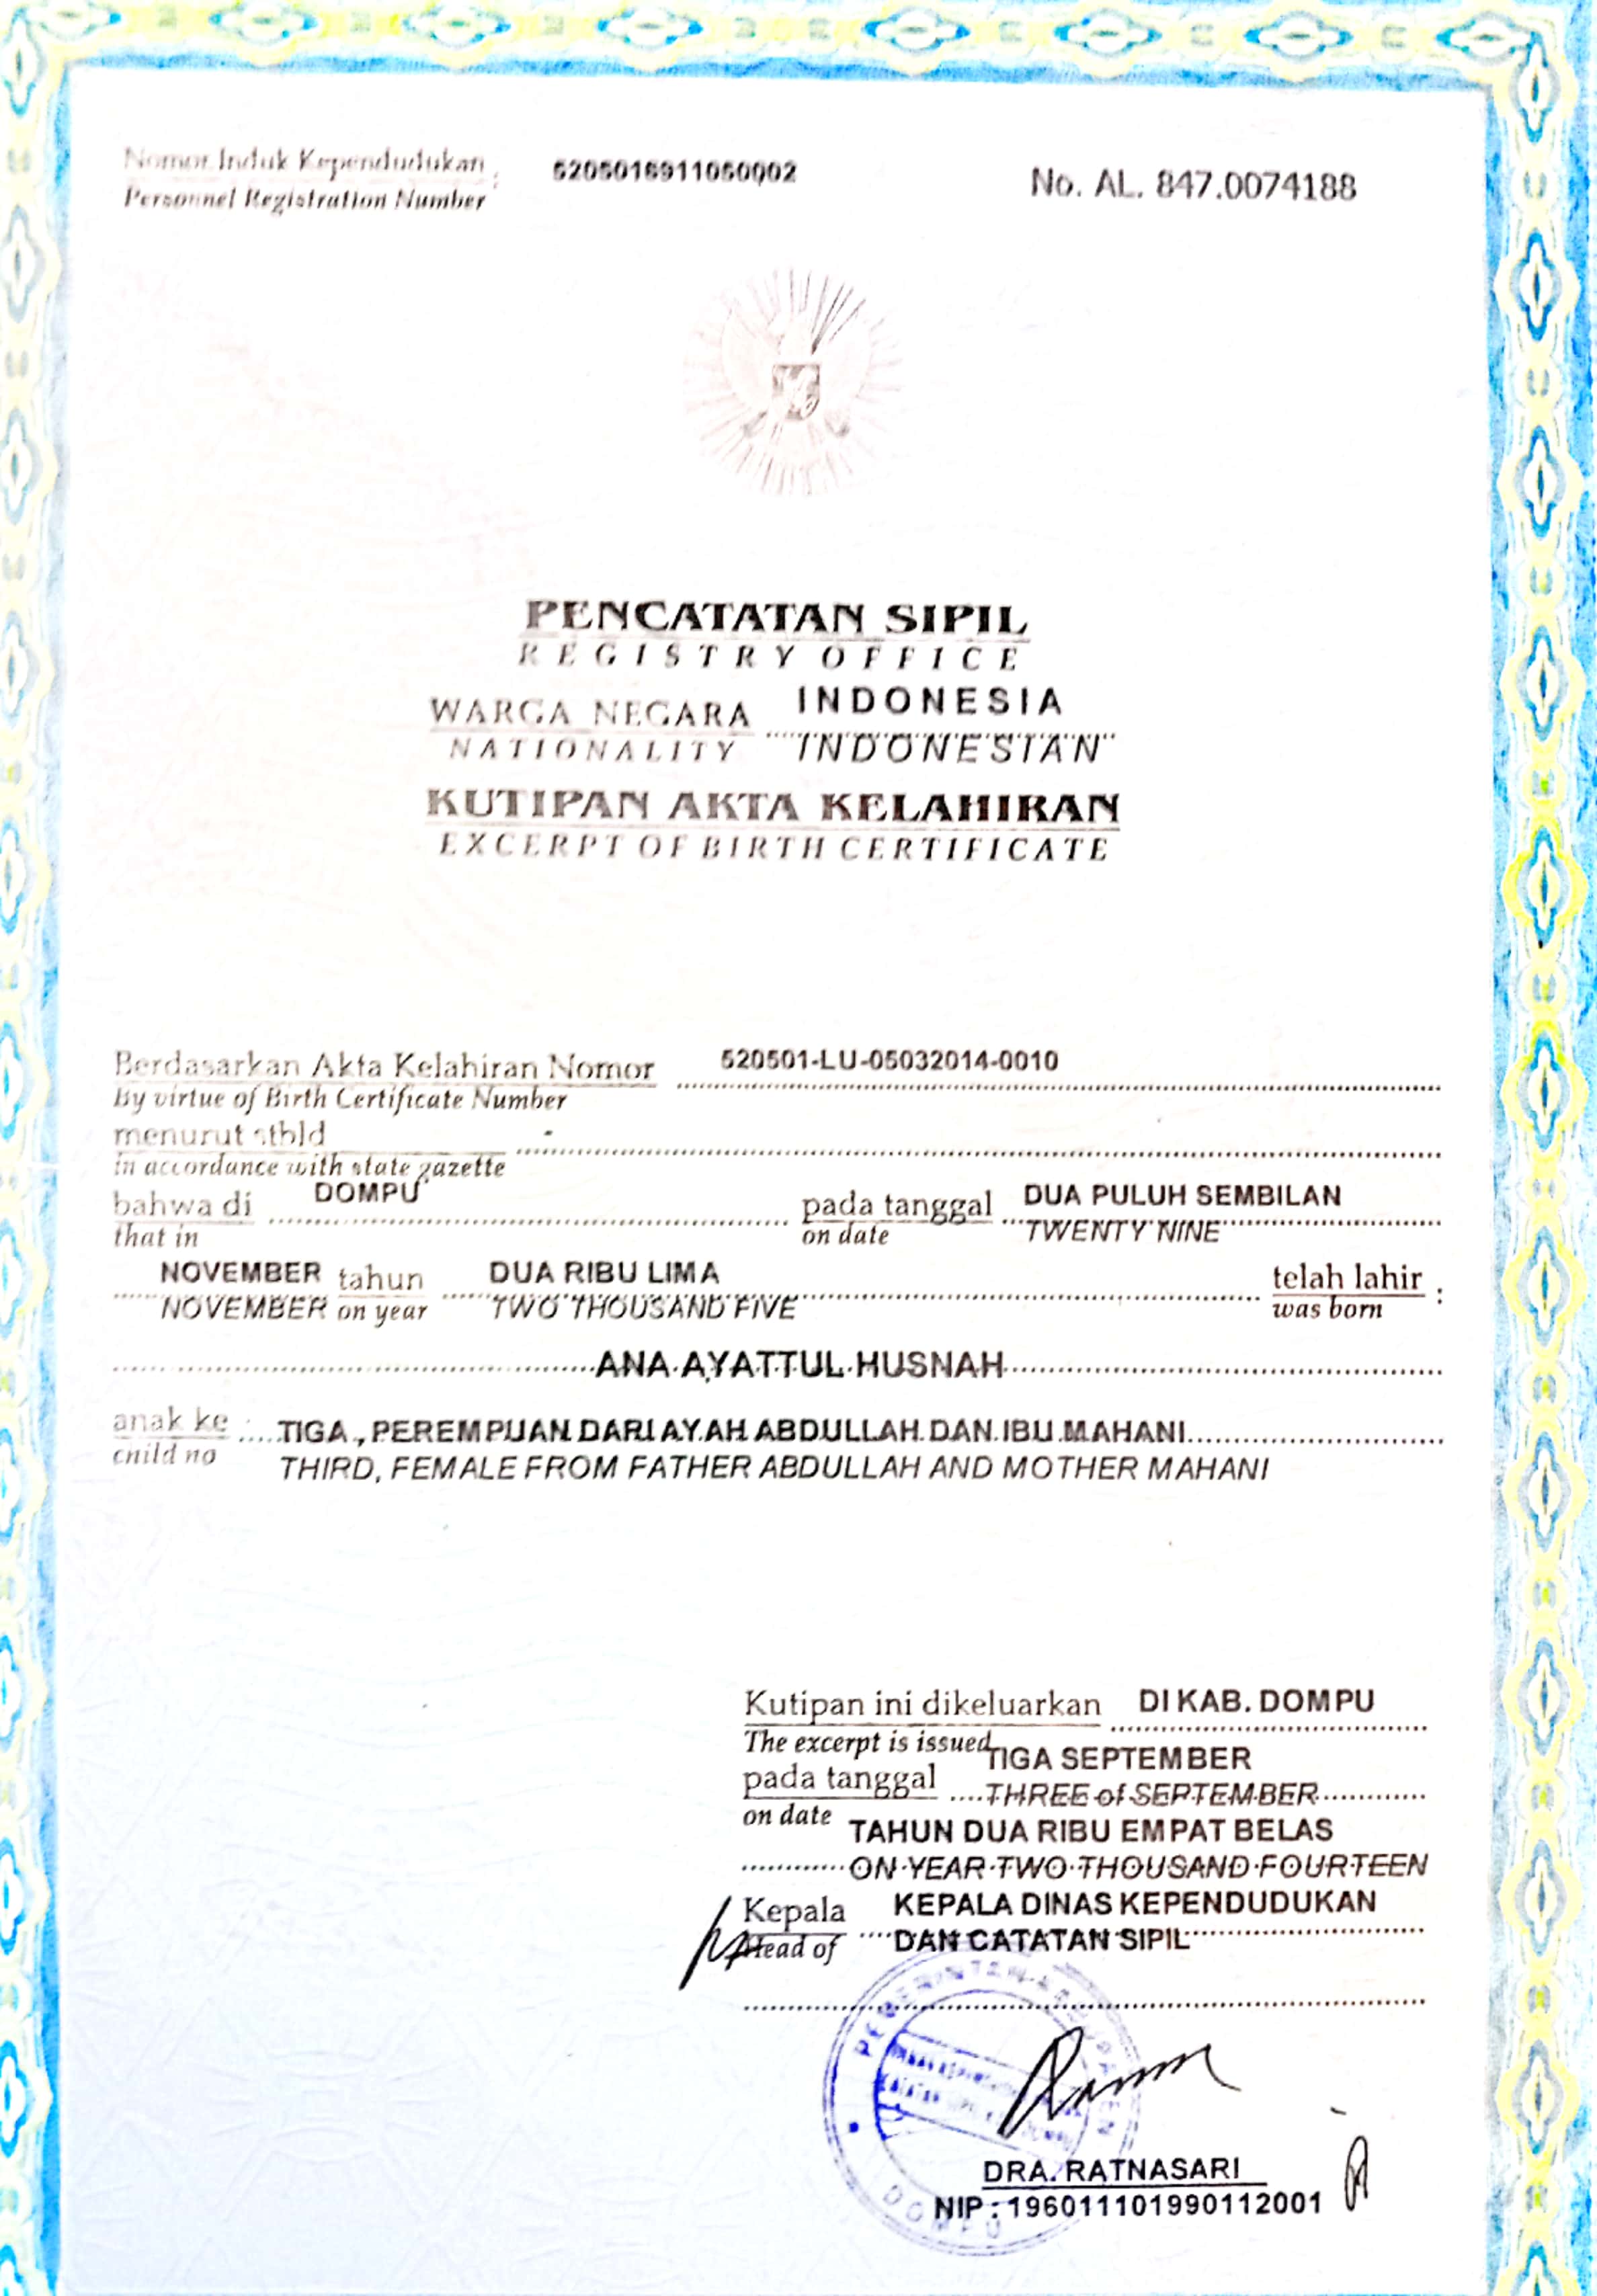 Nomor Induk Kependudukan : 5205016911050002
Personnel Registration Number
No. AL. 847.0074188
PENCATATAN SIPIL
REGISTRY OFFICE
WARGA NEGARA INDONESIA
NATIONALITY INDONESIAN
KUTIPAN AKTA KELAHIRAN
EXCERPT OF BIRTH CERTIFICATE
Berdasarkan Akta Kelahiran Nomor 520501-LU-05032014-0010
By virtue of Birth Certificate Number
menurut stbld -
in accordance with state gazette
bahwa di DOMPU pada tanggal DUA PULUH SEMBILAN
that in on date TWENTY NINE
NOVEMBER tahun DUA RIBU LIMA telah lahir :
NOVEMBER on year TWO THOUSAND FIVE was born
ANA AYATTUL HUSNAH
anak ke TIGA, PEREMPUAN DARI AYAH ABDULLAH DAN IBU MAHANI
child no THIRD, FEMALE FROM FATHER ABDULLAH AND MOTHER MAHANI
Kutipan ini dikeluarkan DI KAB. DOMPU
The excerpt is issued
pada tanggal TIGA SEPTEMBER
on date THREE of SEPTEMBER
TAHUN DUA RIBU EMPAT BELAS
ON YEAR TWO THOUSAND FOURTEEN
Kepala KEPALA DINAS KEPENDUDUKAN
Head of DAN CATATAN SIPIL
PEMERINTAH KABUPATEN
DOMPU
DRA. RATNASARI
NIP : 196011101990112001